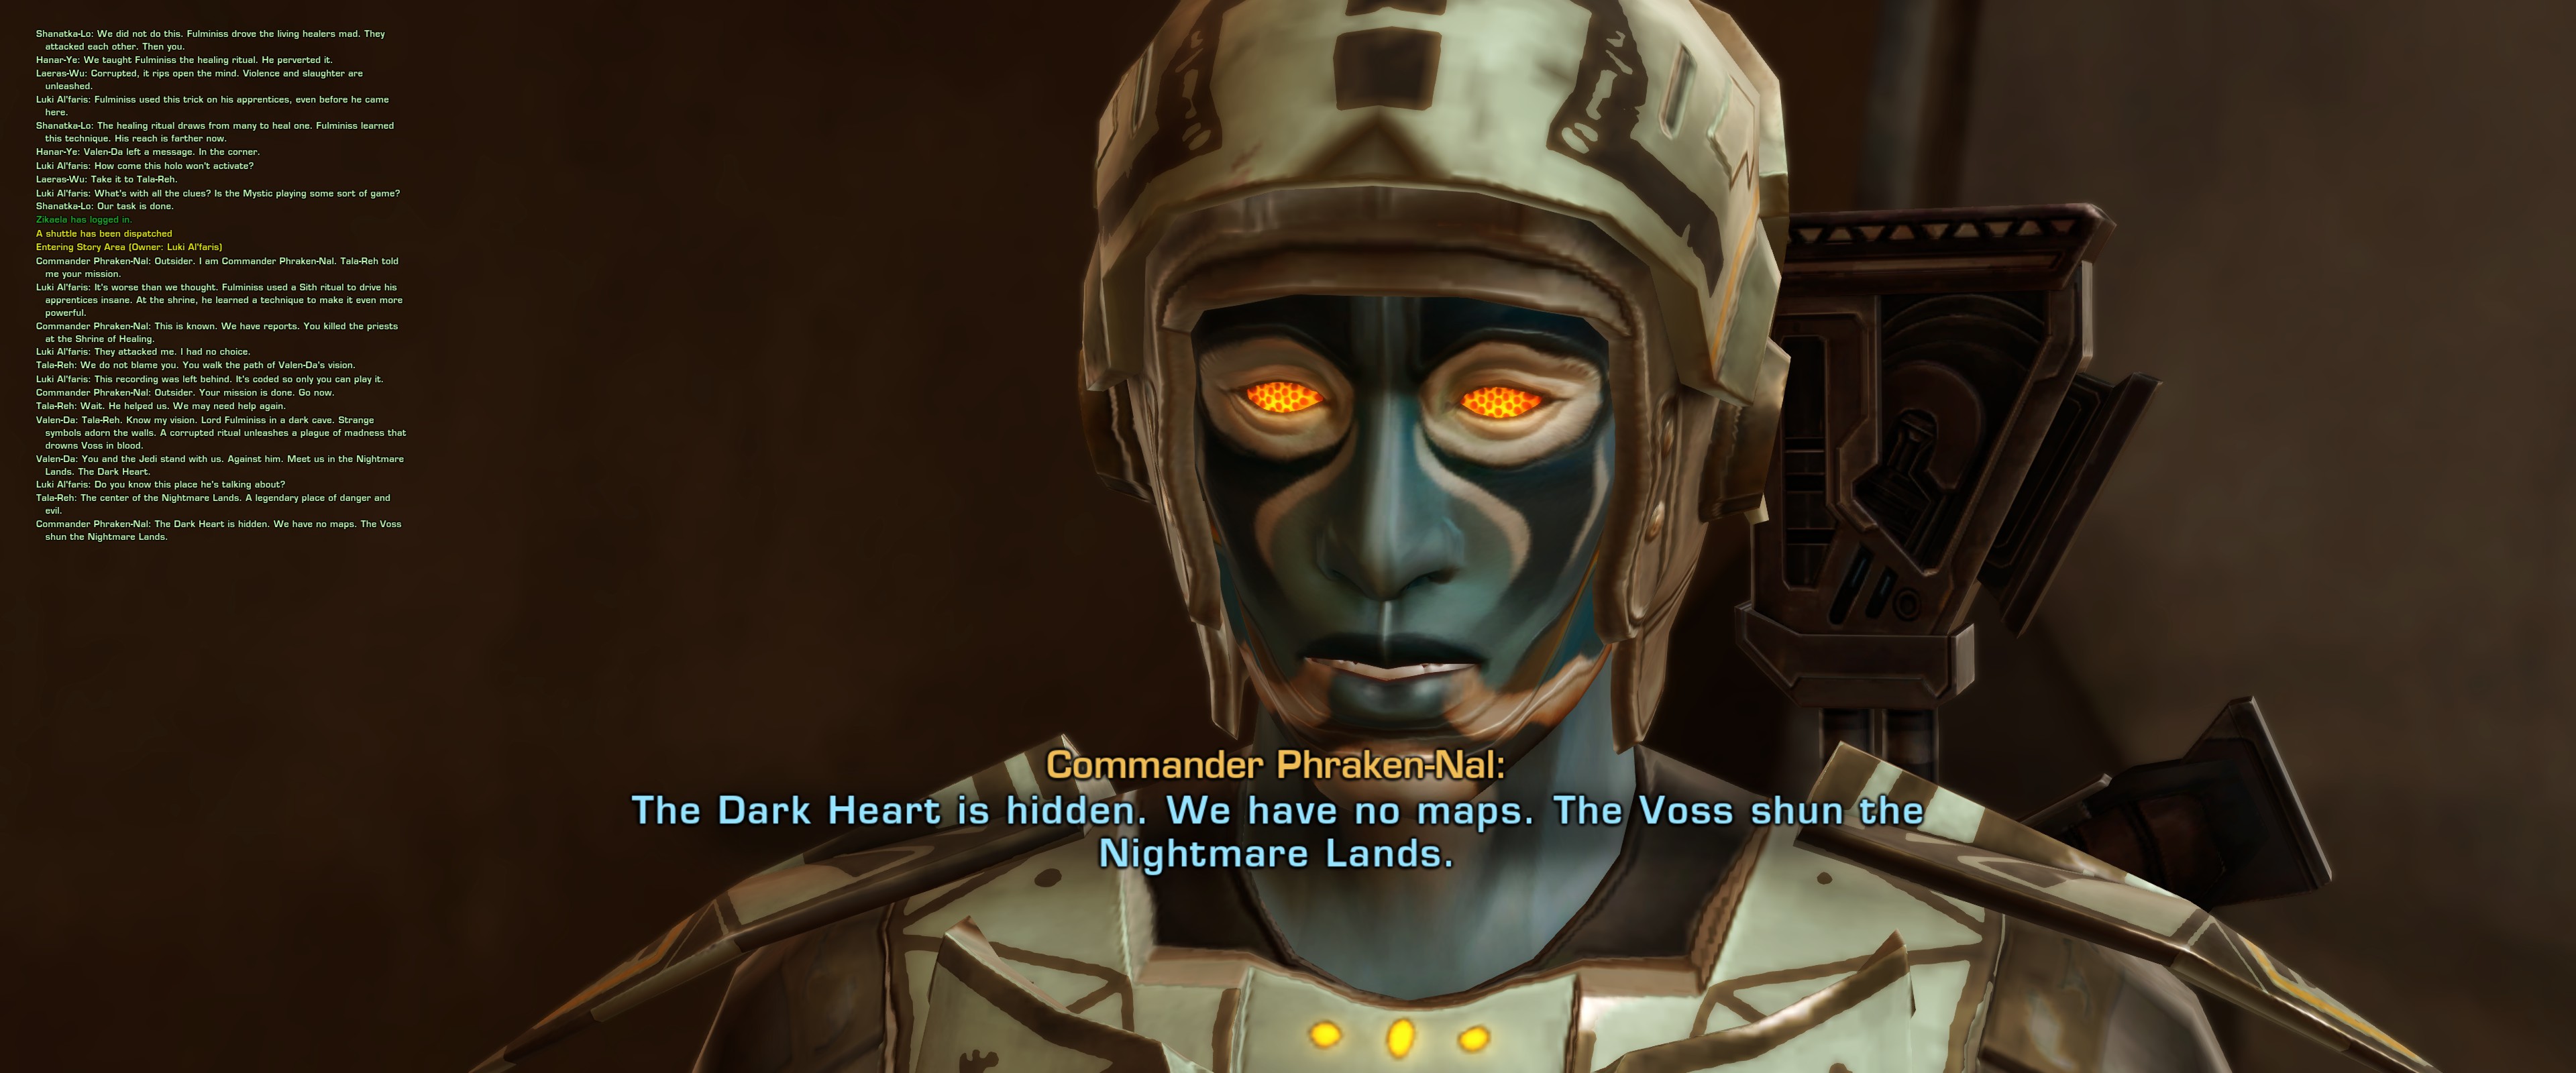 Shanatka-Lo: We did not do this. Fulminiss drove the living healers mad. They
attacked each other. Then you.
Hanar-Ye: We taught Fulminiss the healing ritual. He perverted it.
Laeras-Wu: Corrupted, it rips open the mind. Violence and slaughter are
unleashed.
Luki Al'faris: Fulminiss used this trick on his apprentices, even before he came
here.
Shanatka-Lo: The healing ritual draws from many to heal one. Fulminiss learned
this technique. His reach is farther now.
Hanar-Ye: Valen-Da left a message. In the corner.
Luki Al'faris: How come this holo won't activate?
Laeras-Wu: Take it to Tala-Reh.
Luki Al'faris: What's with all the clues? Is the Mystic playing some sort of game?
Shanatka-Lo: Our task is done.
Zikaela has logged in.
A shuttle has been dispatched
Entering Story Area (Owner: Luki Al'faris)
Commander Phraken-Nal: Outsider. I am Commander Phraken-Nal. Tala-Reh told
me your mission.
Luki Al'faris: It's worse than we thought. Fulminiss used a Sith ritual to drive his
apprentices insane. At the shrine, he learned a technique to make it even more
powerful.
Commander Phraken-Nal: This is known. We have reports. You killed the priests
at the Shrine of Healing.
Luki Al'faris: They attacked me. I had no choice.
Tala-Reh: We do not blame you. You walk the path of Valen-Da's vision.
Luki Al'faris: This recording was left behind. It's coded so only you can play it.
Commander Phraken-Nal: Outsider. Your mission is done. Go now.
Tala-Reh: Wait. He helped us. We may need help again.
Valen-Da: Tala-Reh. Know my vision. Lord Fulminiss in a dark cave. Strange
symbols adorn the walls. A corrupted ritual unleashes a plague of madness that
drowns Voss in blood.
Valen-Da: You and the Jedi stand with us. Against him. Meet us in the Nightmare
Lands. The Dark Heart.
Luki Al'faris: Do you know this place he's talking about?
Tala-Reh: The center of the Nightmare Lands. A legendary place of danger and
evil.
Commander Phraken-Nal: The Dark Heart is hidden. We have no maps. The Voss
shun the Nightmare Lands.
Commander Phraken-Nal:
The Dark Heart is hidden. We have no maps. The Voss shun the
Nightmare Lands.